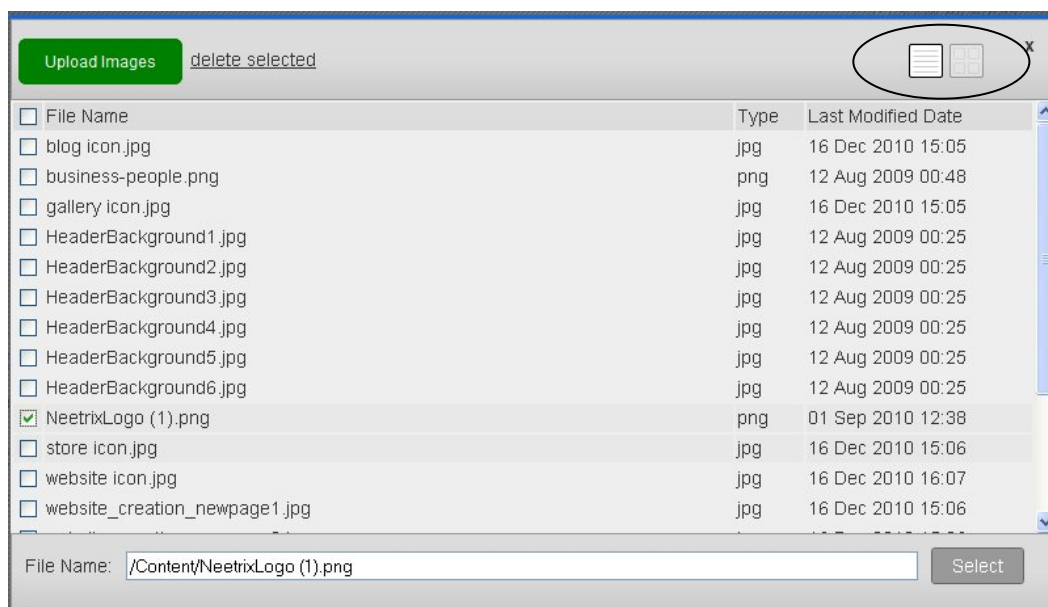 Upload Images delete selected x
File Name Type Last Modified Date
blog icon.jpg jpg 16 Dec 2010 15:05
business-people.png png 12 Aug 2009 00:48
gallery icon.jpg jpg 16 Dec 2010 15:05
HeaderBackground1.jpg jpg 12 Aug 2009 00:25
HeaderBackground2.jpg jpg 12 Aug 2009 00:25
HeaderBackground3.jpg jpg 12 Aug 2009 00:25
HeaderBackground4.jpg jpg 12 Aug 2009 00:25
HeaderBackground5.jpg jpg 12 Aug 2009 00:25
HeaderBackground6.jpg jpg 12 Aug 2009 00:25
NeetrixLogo (1).png png 01 Sep 2010 12:38
store icon.jpg jpg 16 Dec 2010 15:06
website icon.jpg jpg 16 Dec 2010 16:07
website_creation_newpage1.jpg jpg 16 Dec 2010 15:06
File Name: /Content/NeetrixLogo (1).png Select